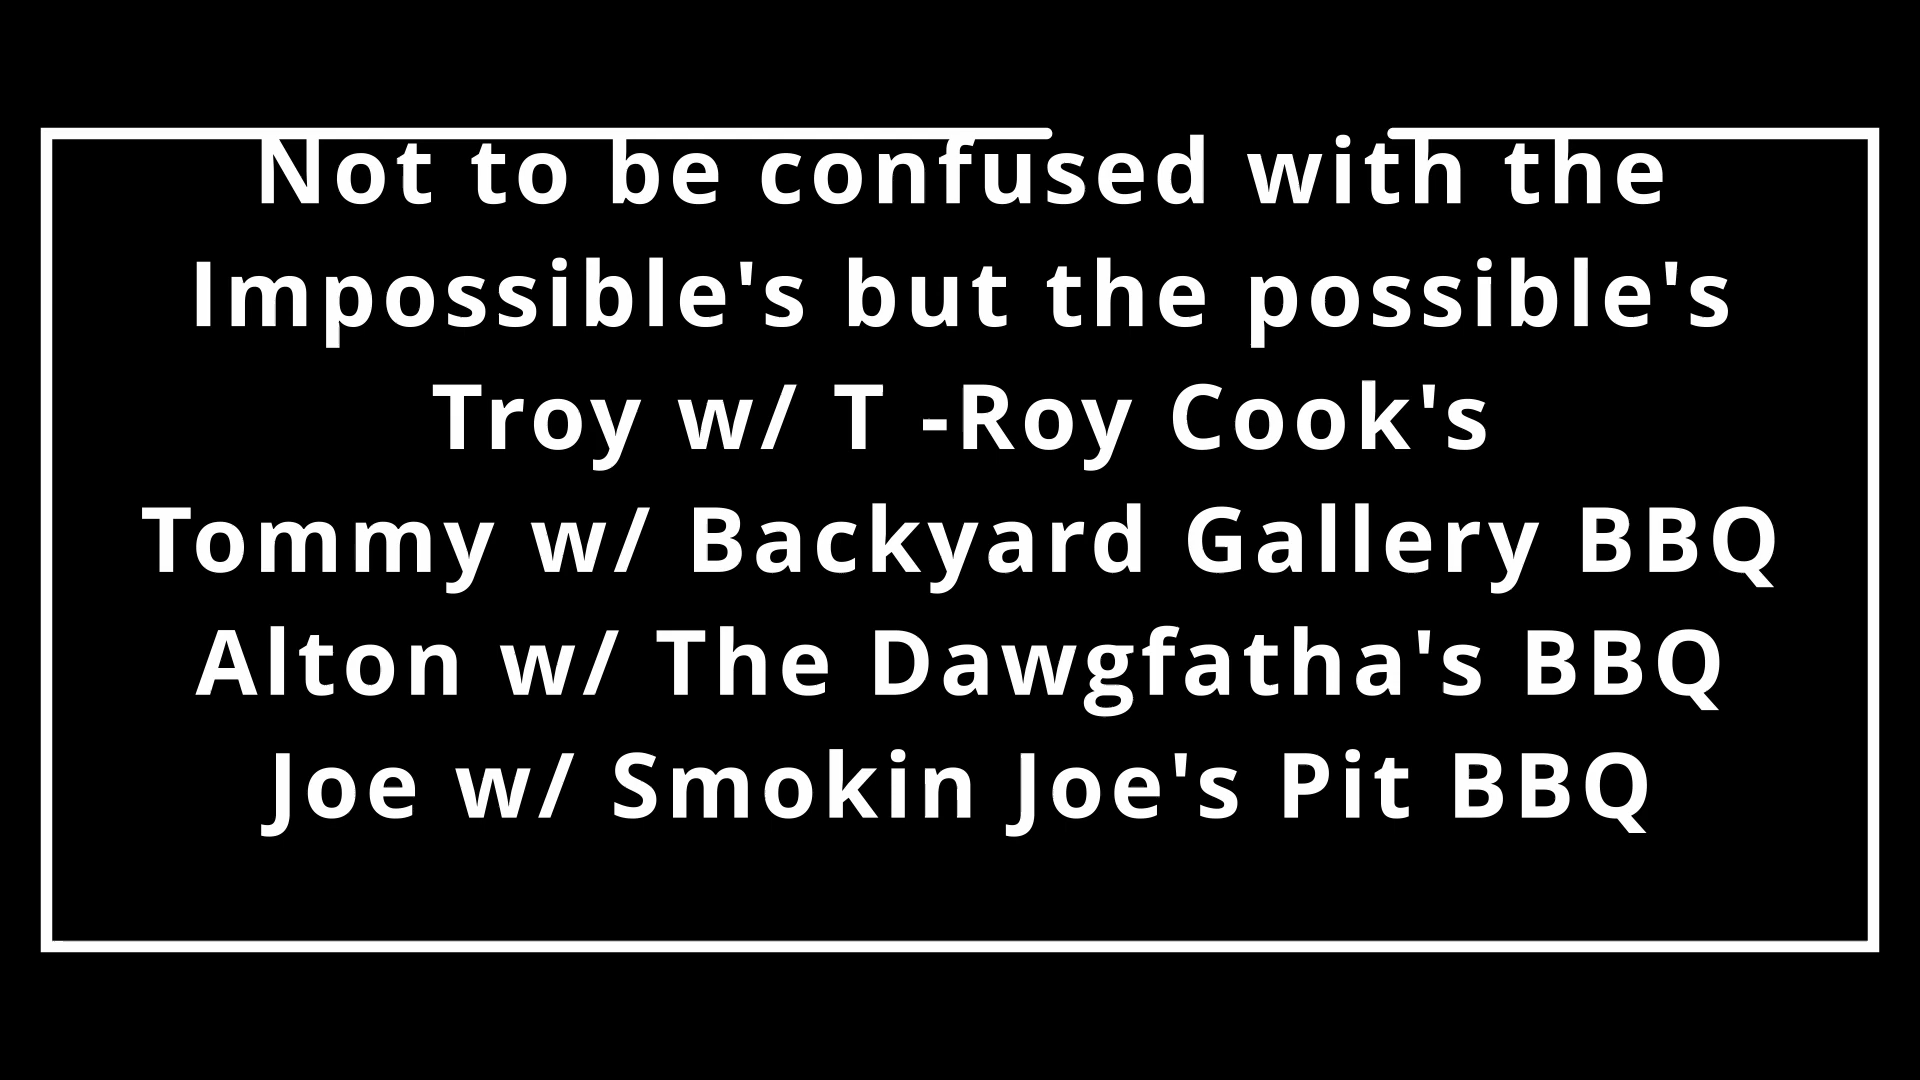 Not to be confused with the
Impossible's but the possible's
Troy w/ T -Roy Cook's
Tommy w/ Backyard Gallery BBQ
Alton w/ The Dawgfatha's BBQ
Joe w/ Smokin Joe's Pit BBQ